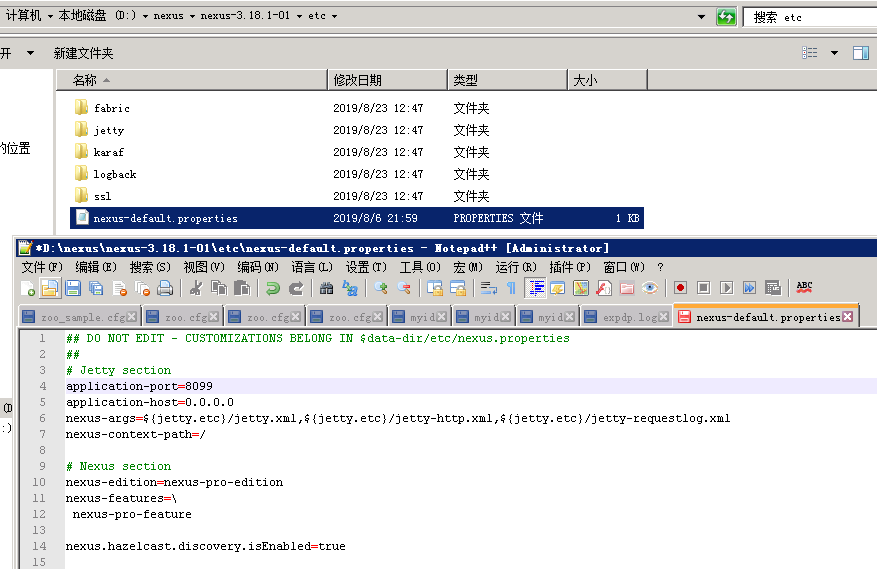 计算机 本地磁盘 (D:) nexus nexus-3.18.1-01 etc
搜索 etc
开 新建文件夹
名称 修改日期 类型 大小
fabric 2019/8/23 12:47 文件夹
jetty 2019/8/23 12:47 文件夹
karaf 2019/8/23 12:47 文件夹
logback 2019/8/23 12:47 文件夹
ssl 2019/8/23 12:47 文件夹
nexus-default.properties 2019/8/6 21:59 PROPERTIES 文件 1 KB
的位置
*D:\nexus\nexus-3.18.1-01\etc\nexus-default.properties - Notepad++ [Administrator]
文件(F) 编辑(E) 搜索(S) 视图(V) 编码(N) 语言(L) 设置(T) 工具(O) 宏(M) 运行(R) 插件(P) 窗口(W) ?
ABC
zoo_sample.cfg zoo.cfg zoo.cfg zoo.cfg myid myid myid expdp.log nexus-default.properties
1 ## DO NOT EDIT - CUSTOMIZATIONS BELONG IN $data-dir/etc/nexus.properties
2 ##
3 # Jetty section
4 application-port=8099
5 application-host=0.0.0.0
6 nexus-args=${jetty.etc}/jetty.xml,${jetty.etc}/jetty-http.xml,${jetty.etc}/jetty-requestlog.xml
7 nexus-context-path=/
8
9 # Nexus section
10 nexus-edition=nexus-pro-edition
11 nexus-features=\
12 nexus-pro-feature
13
14 nexus.hazelcast.discovery.isEnabled=true
15
(D
:)